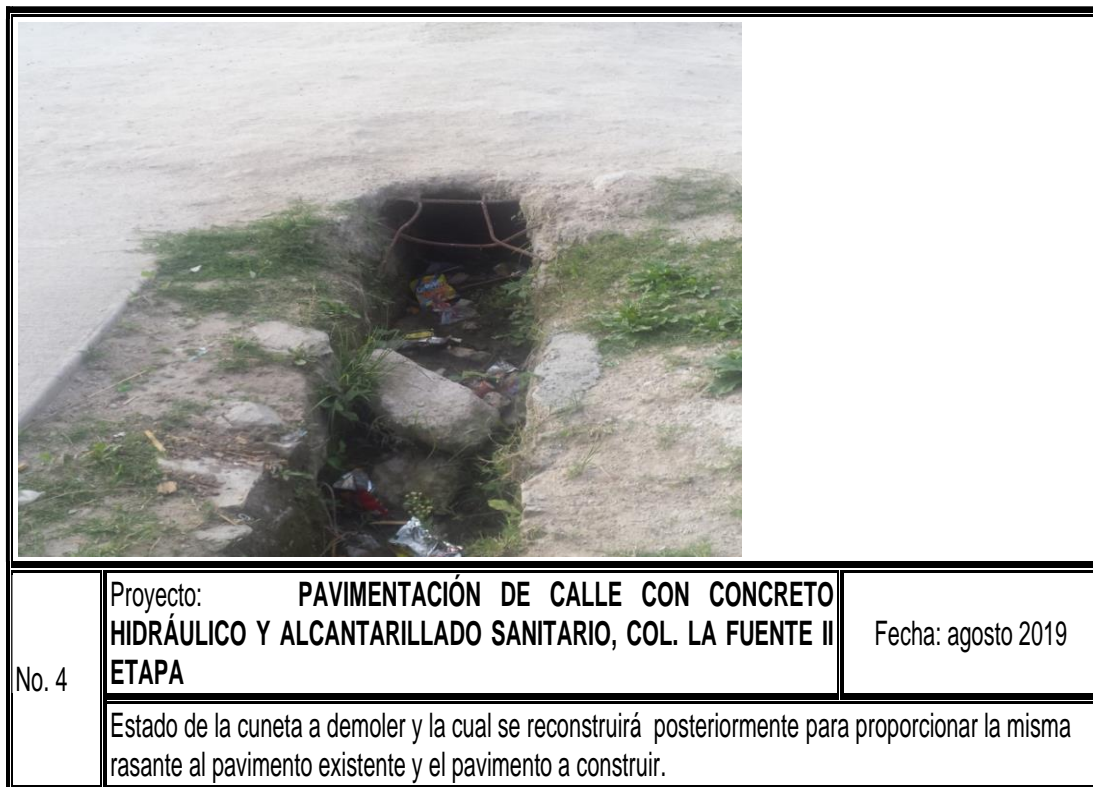 Proyecto: PAVIMENTACIÓN DE CALLE CON CONCRETO
HIDRÁULICO Y ALCANTARILLADO SANITARIO, COL. LA FUENTE II
ETAPA
Fecha: agosto 2019
No. 4
Estado de la cuneta a demoler y la cual se reconstruirá posteriormente para proporcionar la misma
rasante al pavimento existente y el pavimento a construir.